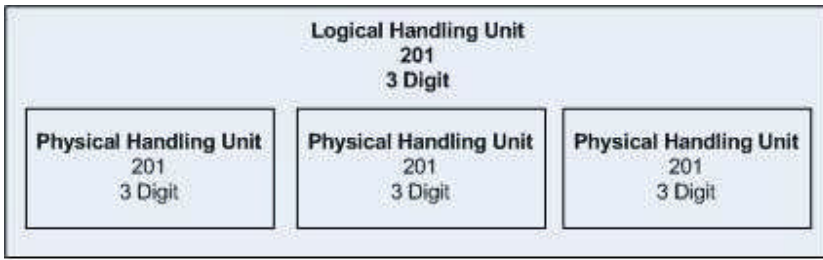 Logical Handling Unit
201
3 Digit
Physical Handling Unit
201
3 Digit
Physical Handling Unit
201
3 Digit
Physical Handling Unit
201
3 Digit